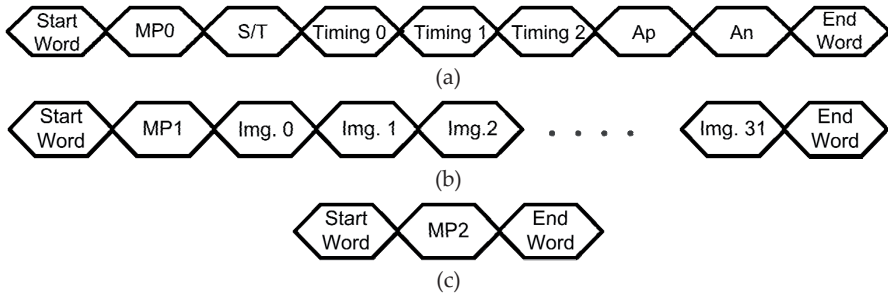 Start Word MP0 S/T Timing 0 Timing 1 Timing 2 Ap An End Word
(a)
Start Word MP1 Img. 0 Img. 1 Img.2 . . . . Img. 31 End Word
(b)
Start Word MP2 End Word
(c)